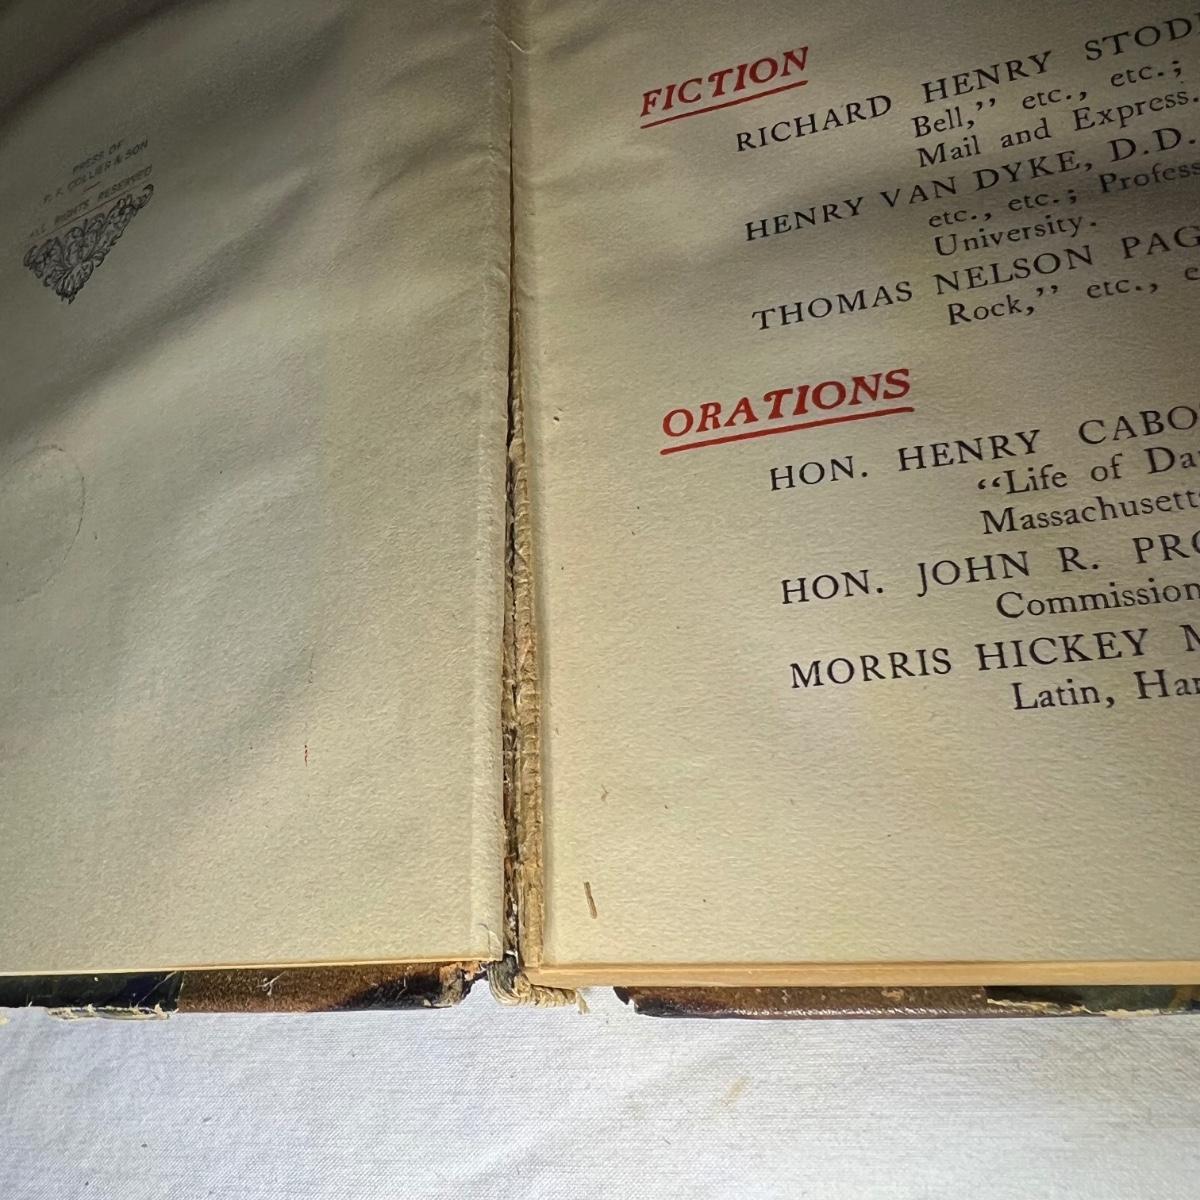 PRESS OF
P. F. COLLIER & SON
ALL RIGHTS RESERVED
FICTION
RICHARD HENRY STOD
Bell,” etc., etc.;
Mail and Express.
HENRY VAN DYKE, D.D.
etc., etc.; Profess
University.
THOMAS NELSON PAG
Rock,” etc., e
ORATIONS
HON. HENRY CABO
“Life of Da
Massachusett
HON. JOHN R. PRO
Commission
MORRIS HICKEY M
Latin, Har